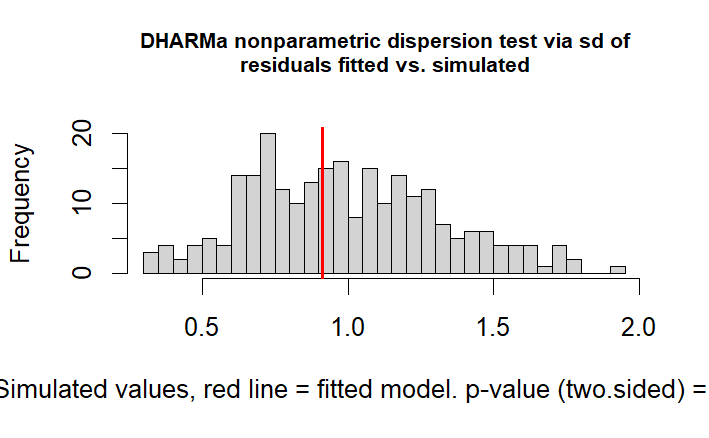 DHARMa nonparametric dispersion test via sd of
residuals fitted vs. simulated
Frequency
20
10
0
0.5 1.0 1.5 2.0
Simulated values, red line = fitted model. p-value (two.sided) =